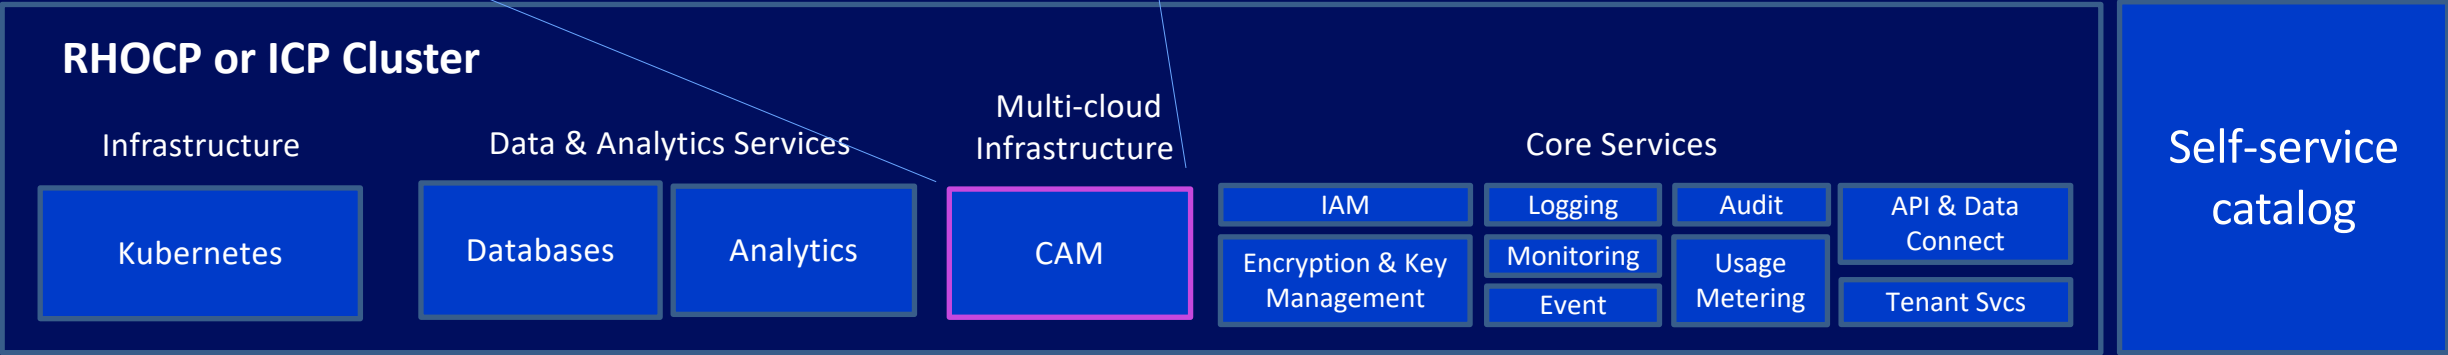 RHOCP or ICP Cluster
Infrastructure
Kubernetes
Data & Analytics Services
Databases
Analytics
Multi-cloud
Infrastructure
CAM
Core Services
IAM
Encryption & Key
Management
Logging
Monitoring
Event
Audit
Usage
Metering
API & Data
Connect
Tenant Svcs
Self-service
catalog